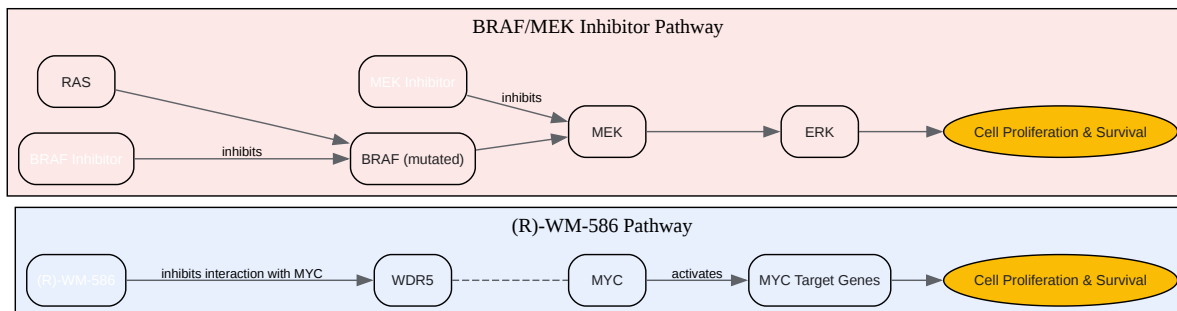 BRAF/MEK Inhibitor Pathway
RAS
MEK Inhibitor
inhibits
MEK
ERK
Cell Proliferation & Survival
BRAF Inhibitor
inhibits
BRAF (mutated)
(R)-WM-586 Pathway
(R)-WM-586
inhibits interaction with MYC
WDR5
MYC
activates
MYC Target Genes
Cell Proliferation & Survival